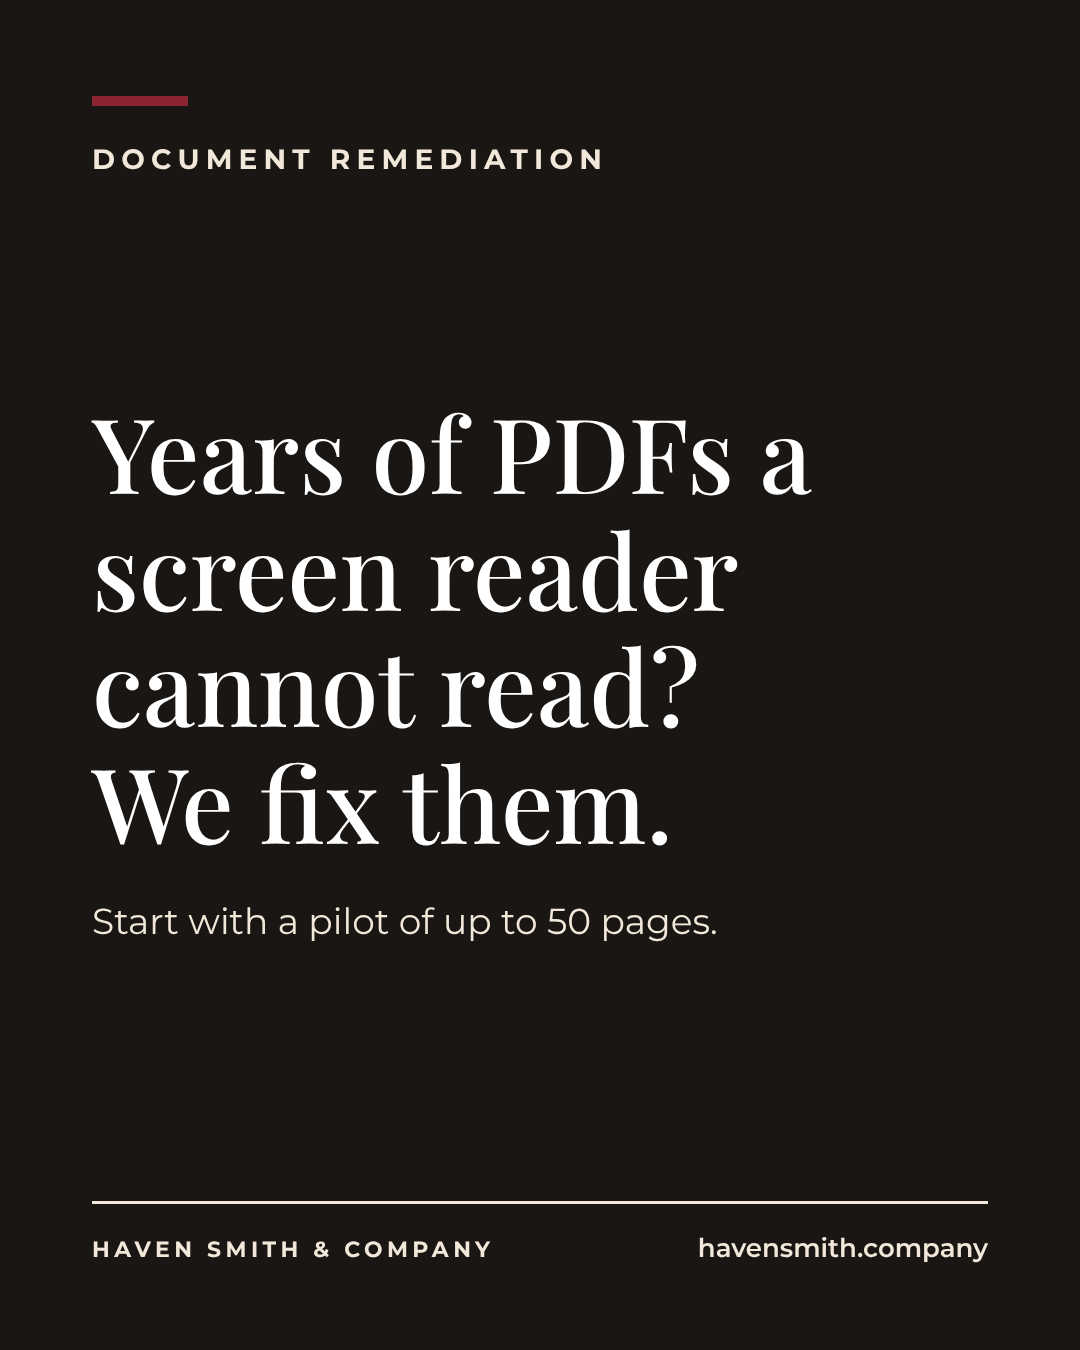 DOCUMENT REMEDIATION
Years of PDFs a
screen reader
cannot read?
We fix them.
Start with a pilot of up to 50 pages.
HAVEN SMITH & COMPANY
havensmith.company